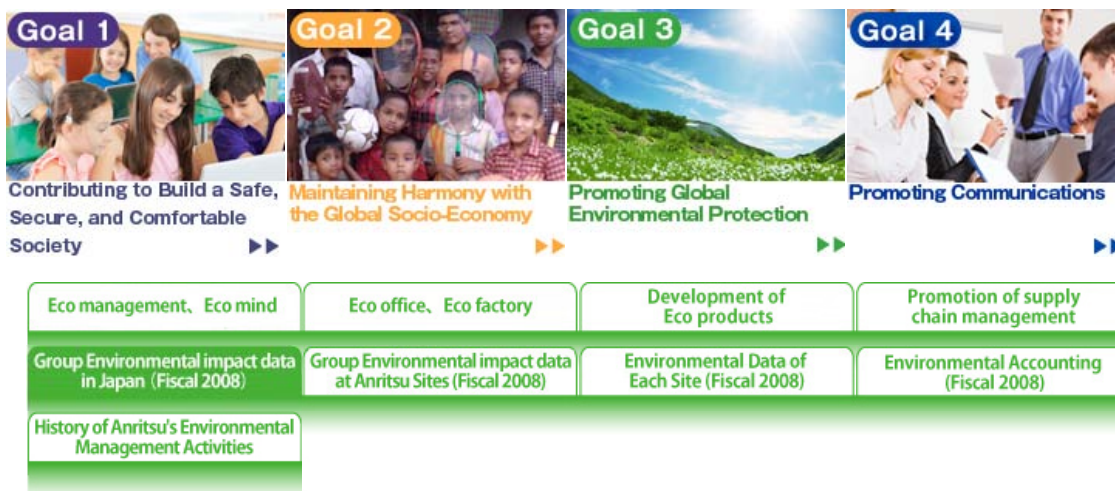 Goal 1
Goal 2
Goal 3
Goal 4
Contributing to Build a Safe,
Secure, and Comfortable
Society
Maintaining Harmony with
the Global Socio-Economy
Promoting Global
Environmental Protection
Promoting Communications
Eco management、Eco mind
Eco office、Eco factory
Development of
Eco products
Promotion of supply
chain management
Group Environmental impact data
in Japan (Fiscal 2008)
Group Environmental impact data
at Anritsu Sites (Fiscal 2008)
Environmental Data of
Each Site (Fiscal 2008)
Environmental Accounting
(Fiscal 2008)
History of Anritsu's Environmental
Management Activities